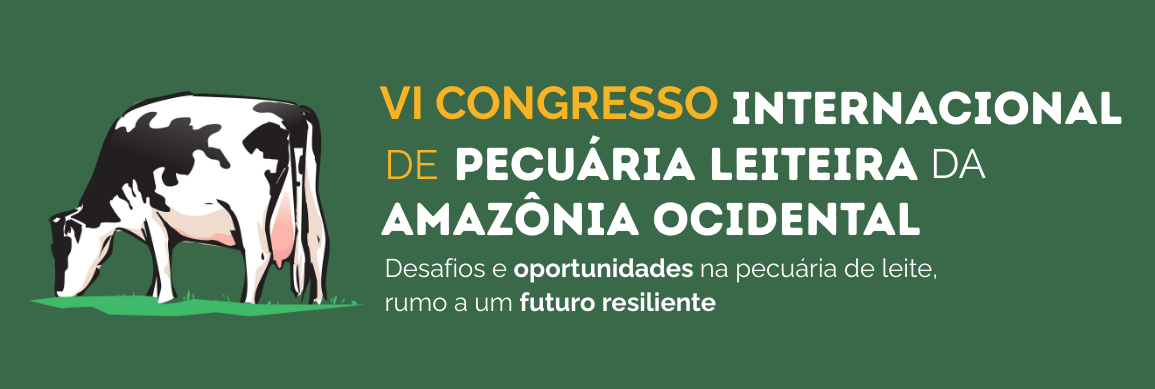 VI CONGRESSO INTERNACIONAL
DE PECUÁRIA LEITEIRA DA
AMAZÔNIA OCIDENTAL
Desafios e oportunidades na pecuária de leite,
rumo a um futuro resiliente